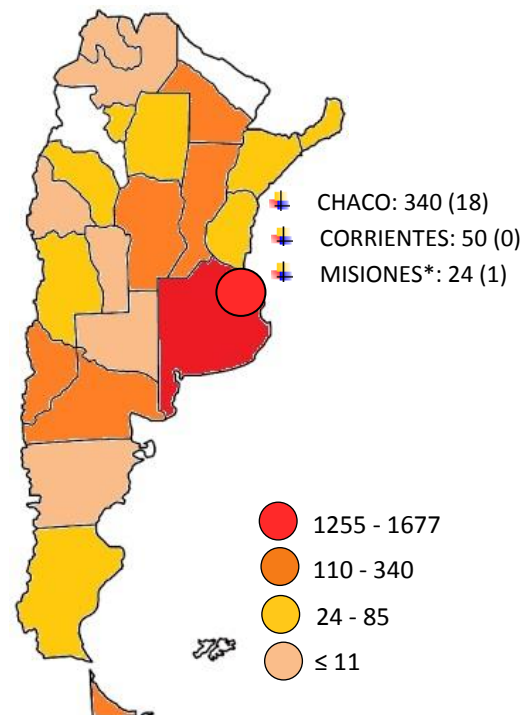 CHACO: 340 (18)
CORRIENTES: 50 (0)
MISIONES*: 24 (1)
1255 - 1677
110 - 340
24 - 85
≤ 11